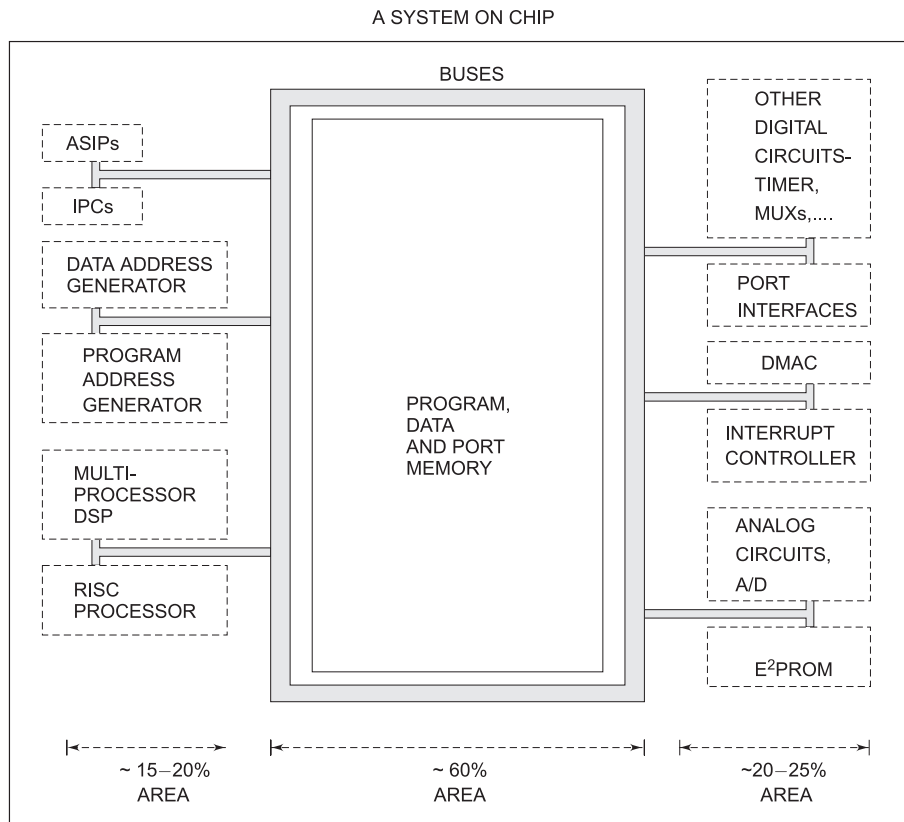 A SYSTEM ON CHIP
BUSES
ASIPs
IPCs
DATA ADDRESS
GENERATOR
PROGRAM
ADDRESS
GENERATOR
MULTI-
PROCESSOR
DSP
RISC
PROCESSOR
PROGRAM,
DATA
AND PORT
MEMORY
OTHER
DIGITAL
CIRCUITS-
TIMER,
MUXs,....
PORT
INTERFACES
DMAC
INTERRUPT
CONTROLLER
ANALOG
CIRCUITS,
A/D
E²PROM
~ 15–20%
AREA
~ 60%
AREA
~20–25%
AREA